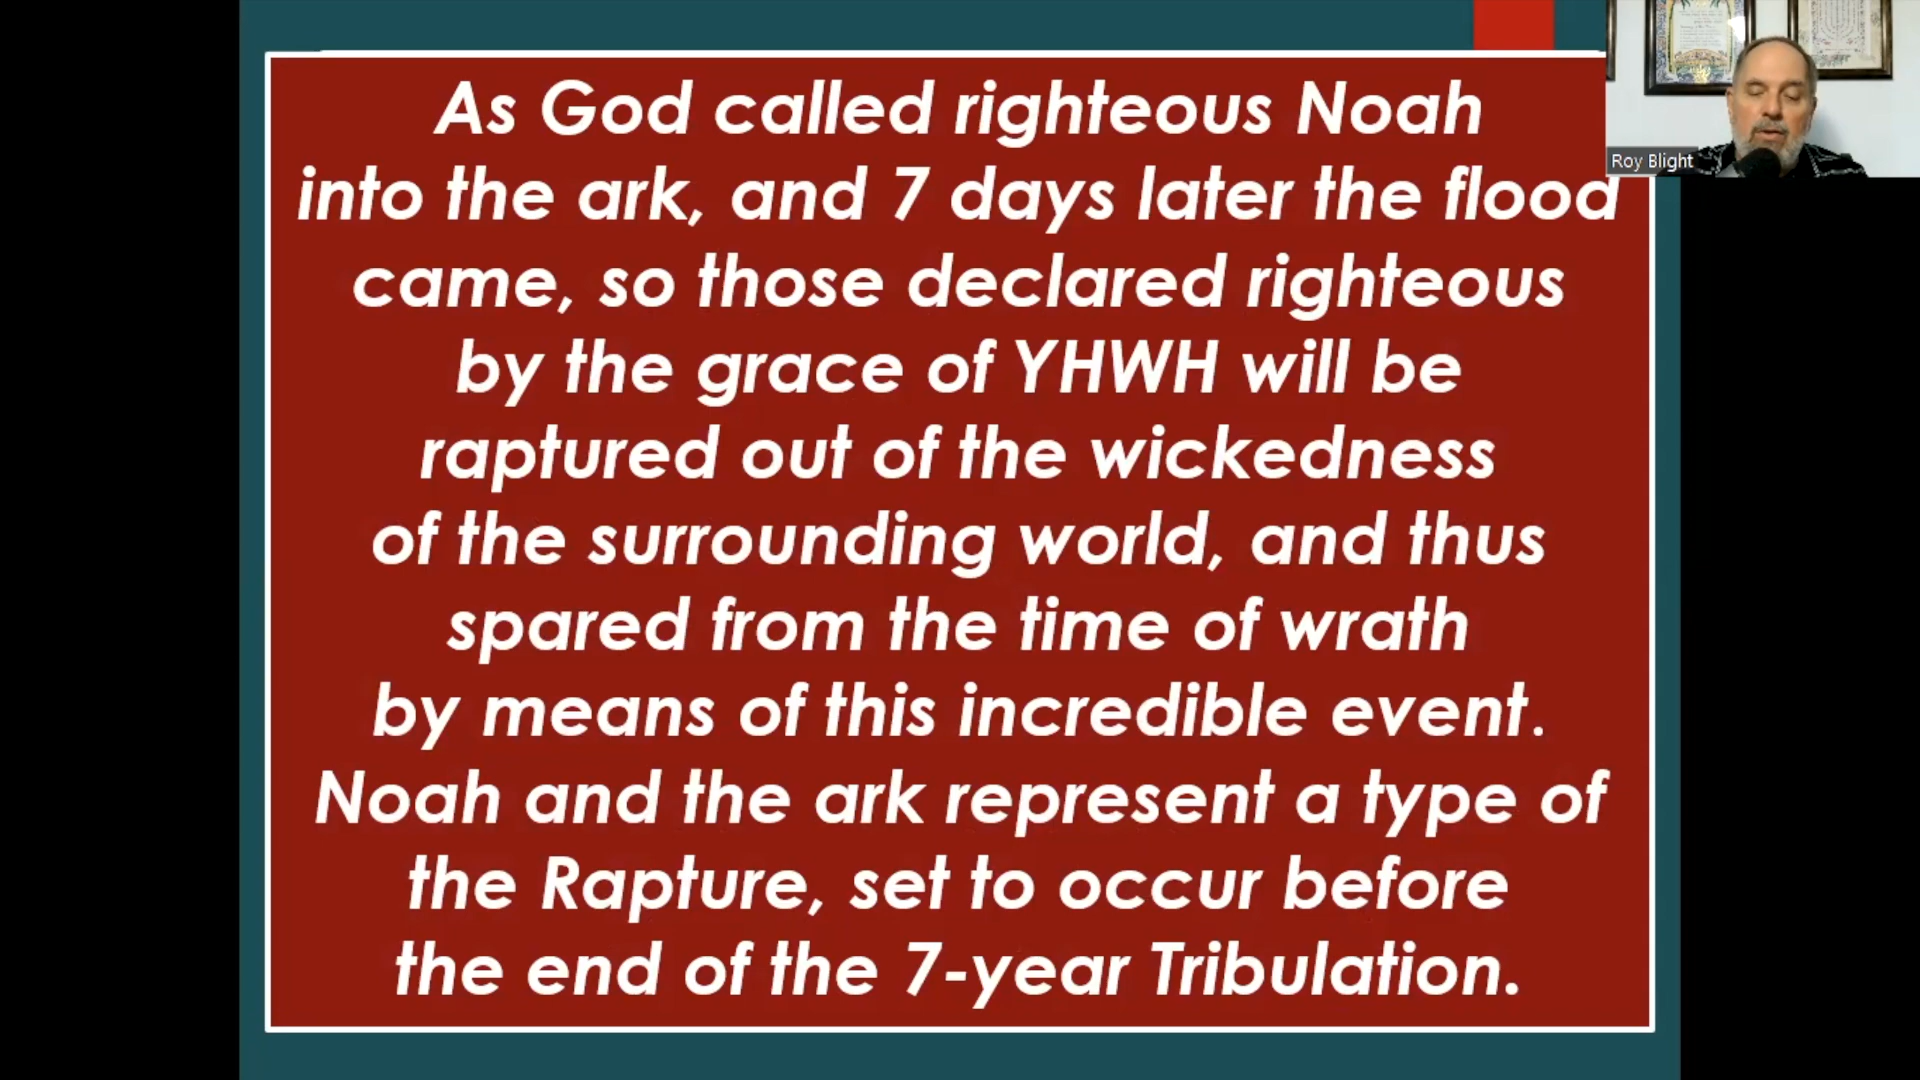 As God called righteous Noah
into the ark, and 7 days later the flood
came, so those declared righteous
by the grace of YHWH will be
raptured out of the wickedness
of the surrounding world, and thus
spared from the time of wrath
by means of this incredible event.
Noah and the ark represent a type of
the Rapture, set to occur before
the end of the 7-year Tribulation.
Roy Blight